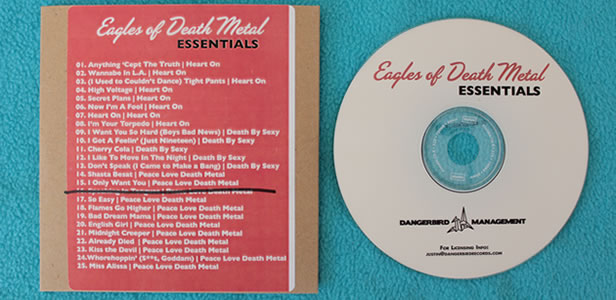 Eagles of Death Metal
ESSENTIALS
01. Anything 'Cept The Truth | Heart On
02. Wannabe In L.A. | Heart On
03. (I Used to Couldn't Dance) Tight Pants | Heart On
04. High Voltage | Heart On
05. Secret Plans | Heart On
06. Now I'm A Fool | Heart On
07. Heart On | Heart On
08. I'm Your Torpedo | Heart On
09. I Want You So Hard (Boys Bad News) | Death By Sexy
10. I Got A Feelin' (Just Nineteen) | Death By Sexy
11. Cherry Cola | Death By Sexy
12. I Like To Move In The Night | Death By Sexy
13. Don't Speak (I Came to Make a Bang) | Death By Sexy
14. Shasta Beast | Peace Love Death Metal
15. I Only Want You | Peace Love Death Metal
17. So Easy | Peace Love Death Metal
18. Flames Go Higher | Peace Love Death Metal
19. Bad Dream Mama | Peace Love Death Metal
20. English Girl | Peace Love Death Metal
21. Midnight Creeper | Peace Love Death Metal
22. Already Died | Peace Love Death Metal
23. Kiss the Devil | Peace Love Death Metal
24. Whorehoppin' (S**t, Goddam) | Peace Love Death Metal
25. Miss Alissa | Peace Love Death Metal
Eagles of Death Metal
ESSENTIALS
DANGERBIRD MANAGEMENT
For Licensing Info:
justin@dangerbirdrecords.com